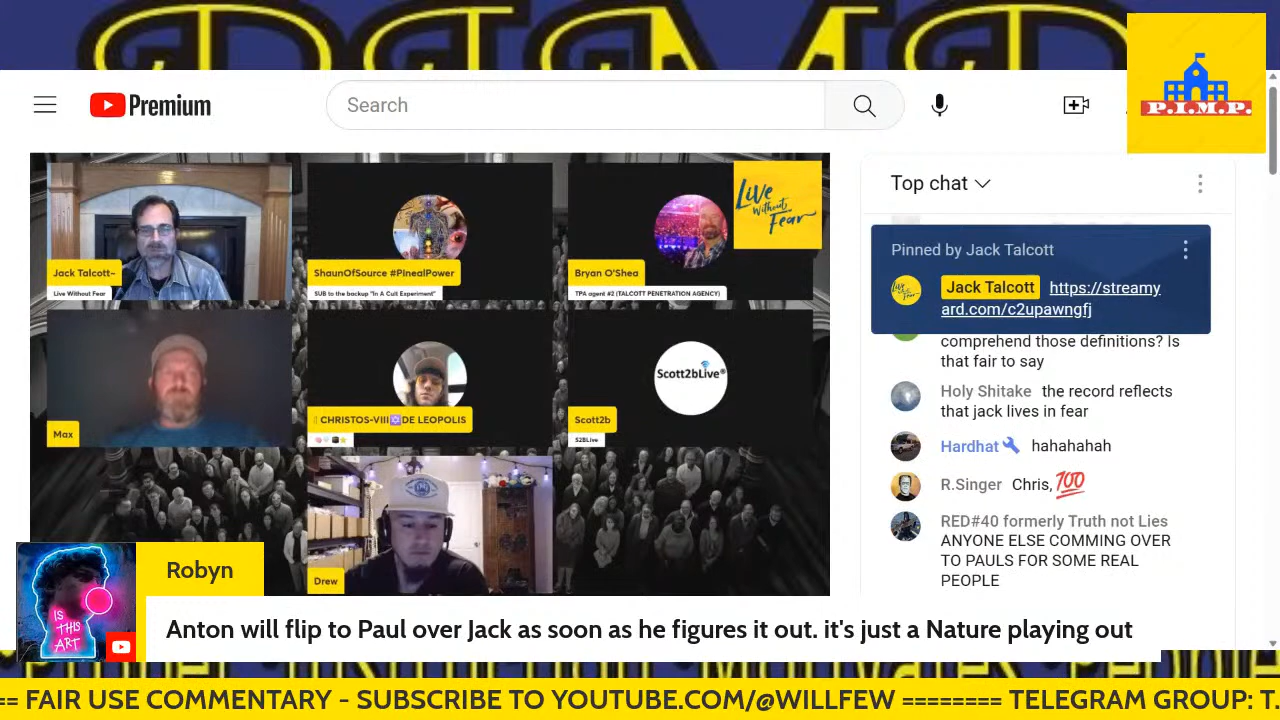 Premium
Search
P.I.M.P.
Top chat
Live Without Fear
Pinned by Jack Talcott
Jack Talcott https://streamy
ard.com/c2upawngfj
comprehend those definitions? Is
that fair to say
Holy Shitake the record reflects
that jack lives in fear
Hardhat hahahahah
R.Singer Chris, 100
RED#40 formerly Truth not Lies
ANYONE ELSE COMMING OVER
TO PAULS FOR SOME REAL
PEOPLE
Jack Talcott~
Live Without Fear
ShaunOfSource #PinealPower
SUB to the backup "In A Cult Experiment"
Bryan O'Shea
TPA agent #2 (TALCOTT PENETRATION AGENCY)
Max
CHRISTOS-VIII🔯DE LEOPOLIS
Scott2bLive®
Scott2b
S2BLive
Drew
IS
THIS
ART
Robyn
Anton will flip to Paul over Jack as soon as he figures it out. it's just a Nature playing out
== FAIR USE COMMENTARY - SUBSCRIBE TO YOUTUBE.COM/@WILLFEW ======== TELEGRAM GROUP: T.